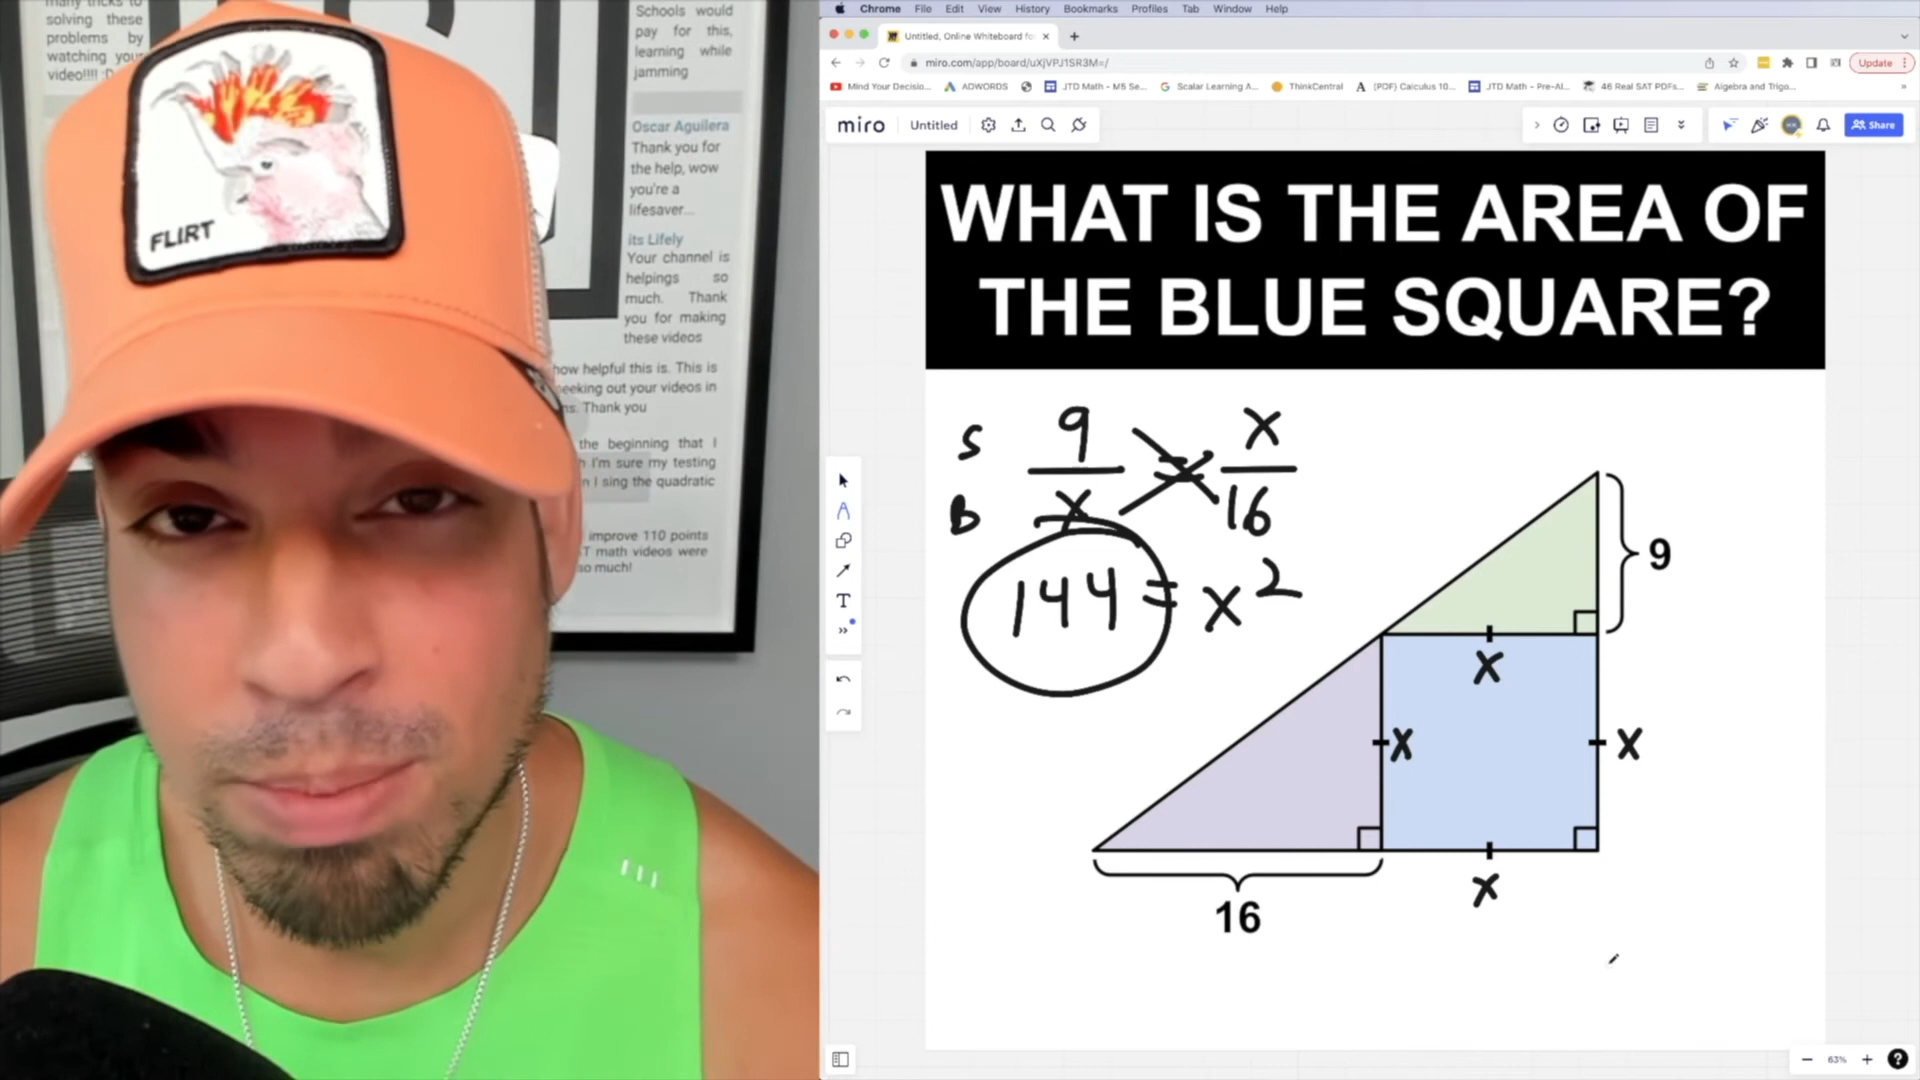 many tricks to
solving these
problems by
watching your
video!!!! :D
FLIRT
Schools would
pay for this,
learning while
jamming
Oscar Aguilera
Thank you for
the help, wow
you're a
lifesaver...
its Lifely
Your channel is
helpings so
much. Thank
you for making
these videos
how helpful this is. This is
seeking out your videos in
Thank you
the beginning that I
I'm sure my testing
I sing the quadratic
improve 110 points
math videos were
so much!
Chrome File Edit View History Bookmarks Profiles Tab Window Help
Untitled, Online Whiteboard fo
miro.com/app/board/uXjVPJ1SR3M=/
Update
Mind Your Decisio... ADWORDS JTD Math - M5 Se... Scalar Learning A... ThinkCentral (PDF) Calculus 10... JTD Math - Pre-Al... 46 Real SAT PDFs... Algebra and Trigo...
miro Untitled
Share
WHAT IS THE AREA OF
THE BLUE SQUARE?
S 9 = x
B x 16
144 = x²
9
x
x
x
x
16
63%